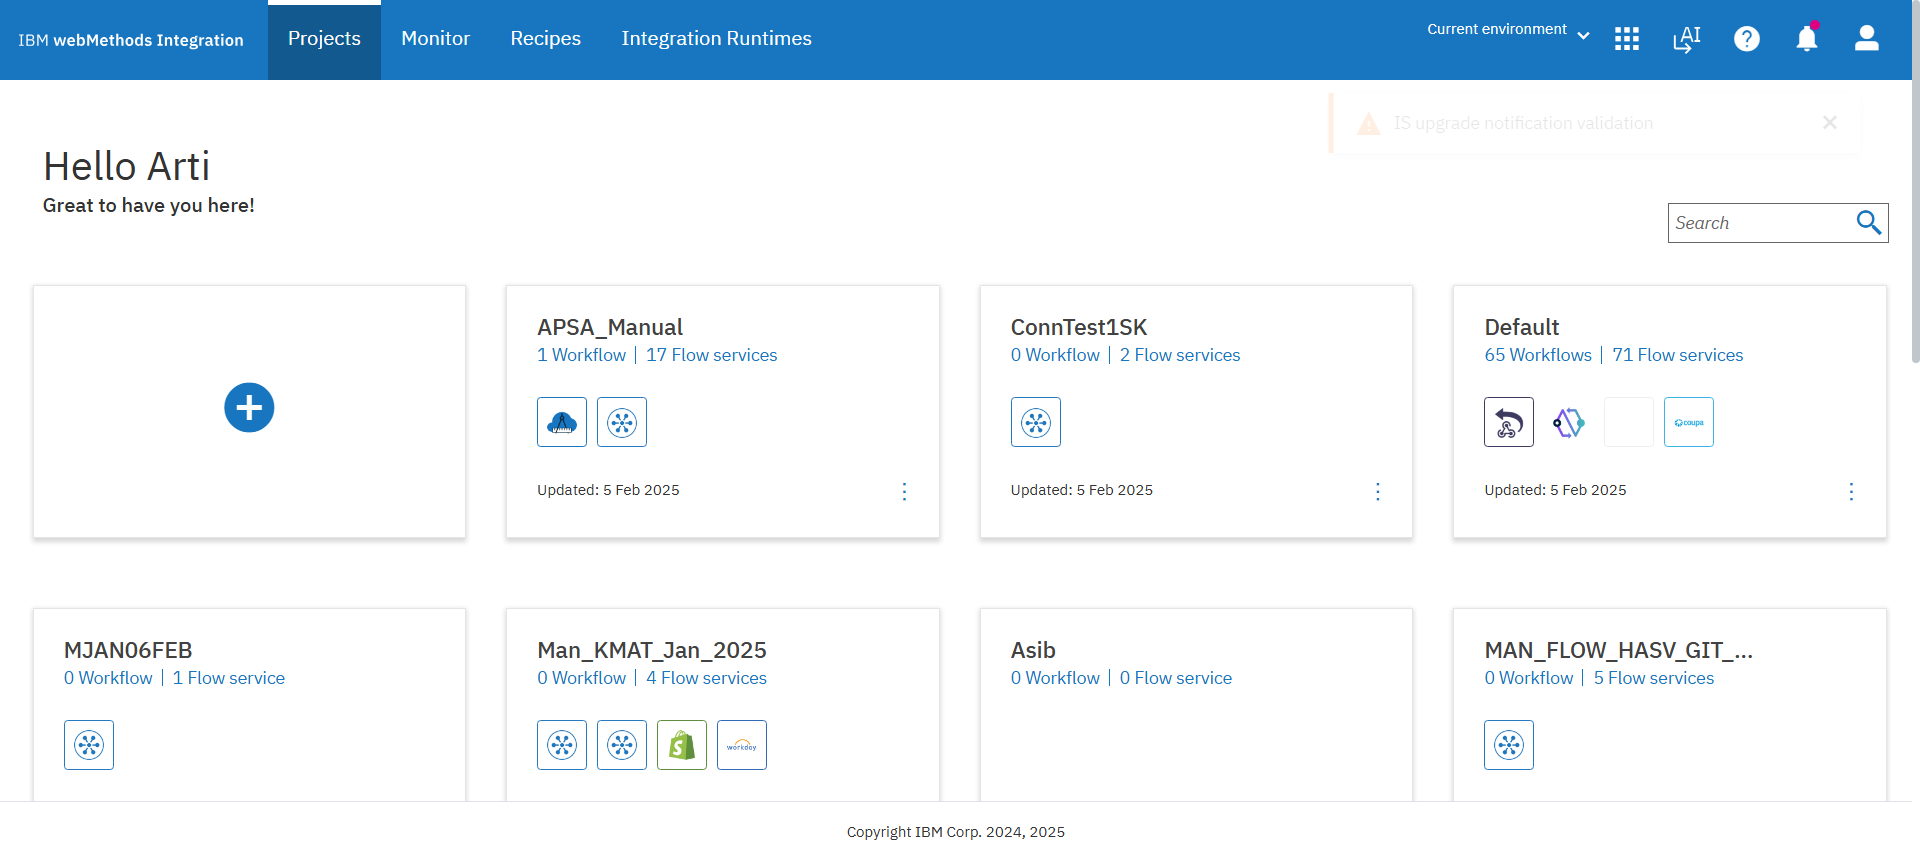 IBM webMethods Integration
Projects
Monitor
Recipes
Integration Runtimes
Current environment
AI
?
IS upgrade notification validation
Hello Arti
Great to have you here!
Search
APSA_Manual
1 Workflow | 17 Flow services
Updated: 5 Feb 2025
ConnTest1SK
0 Workflow | 2 Flow services
Updated: 5 Feb 2025
Default
65 Workflows | 71 Flow services
coupa
Updated: 5 Feb 2025
MJAN06FEB
0 Workflow | 1 Flow service
Man_KMAT_Jan_2025
0 Workflow | 4 Flow services
S
workday.
Asib
0 Workflow | 0 Flow service
MAN_FLOW_HASV_GIT_...
0 Workflow | 5 Flow services
Copyright IBM Corp. 2024, 2025